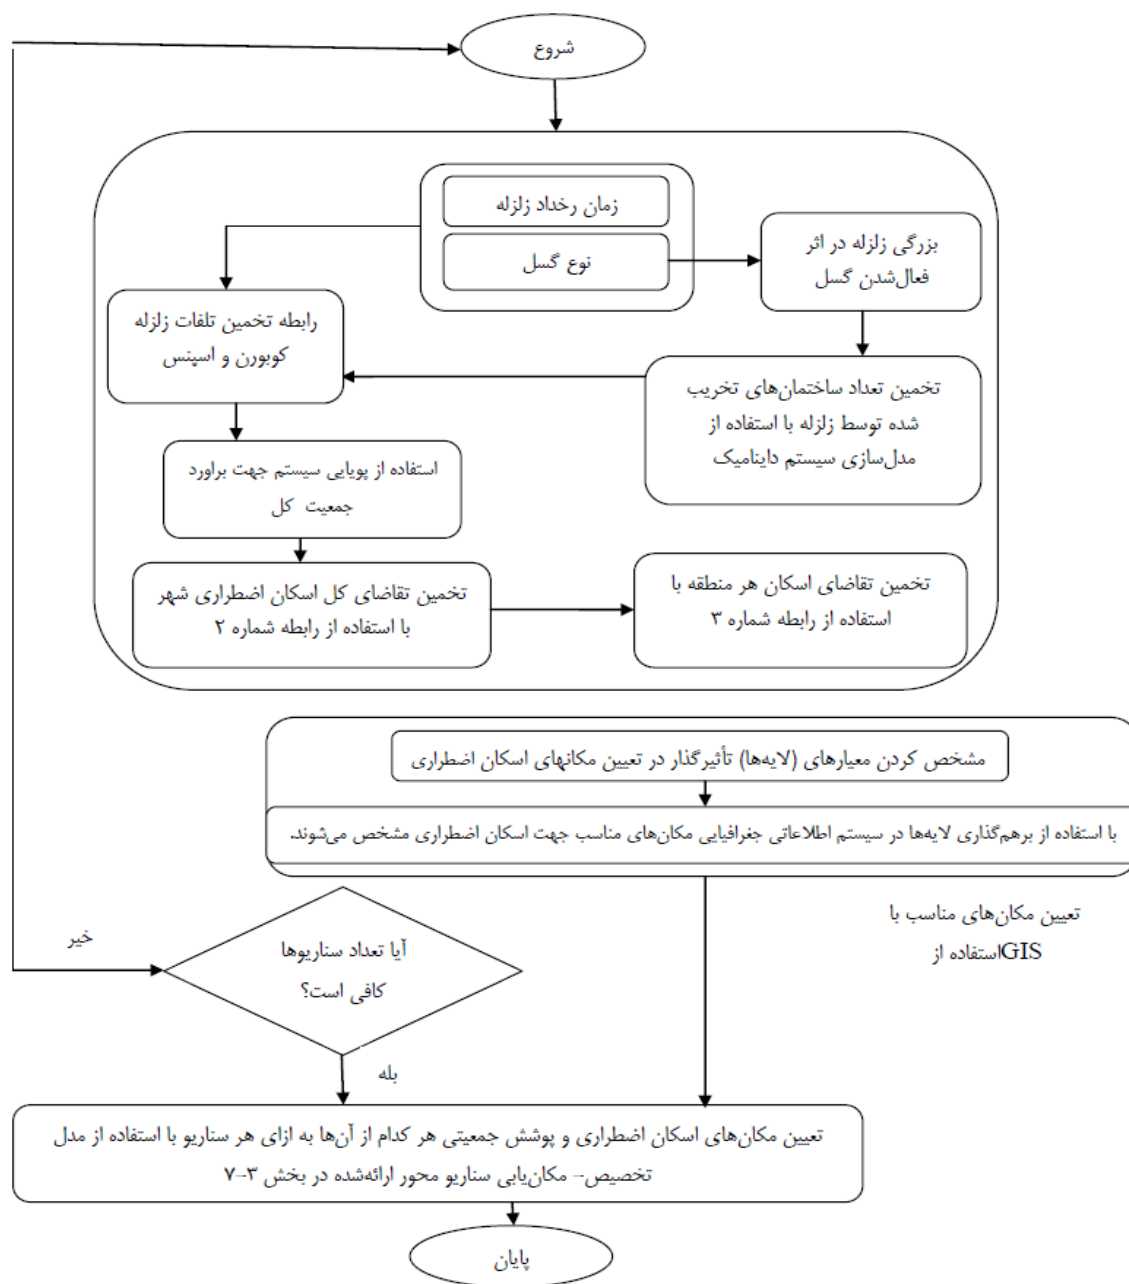 شروع
زمان رخداد زلزله
نوع گسل
بزرگی زلزله در اثر
فعال‌شدن گسل
رابطه تخمین تلفات زلزله
کوبورن و اسپنس
تخمین تعداد ساختمان‌های تخریب
شده توسط زلزله با استفاده از
مدل‌سازی سیستم داینامیک
استفاده از پویایی سیستم جهت براورد
جمعیت کل
تخمین تقاضای کل اسکان اضطراری شهر
با استفاده از رابطه شماره ۲
تخمین تقاضای اسکان هر منطقه با
استفاده از رابطه شماره ۳
مشخص کردن معیارهای (لایه‌ها) تأثیرگذار در تعیین مکانهای اسکان اضطراری
با استفاده از برهم‌گذاری لایه‌ها در سیستم اطلاعاتی جغرافیایی مکان‌های مناسب جهت اسکان اضطراری مشخص می‌شوند.
تعیین مکان‌های مناسب با
GISاستفاده از
آیا تعداد سناریوها
کافی است؟
خیر
بله
تعیین مکان‌های اسکان اضطراری و پوشش جمعیتی هر کدام از آن‌ها به ازای هر سناریو با استفاده از مدل
تخصیص- مکان‌یابی سناریو محور ارائه‌شده در بخش ۳-۷
پایان